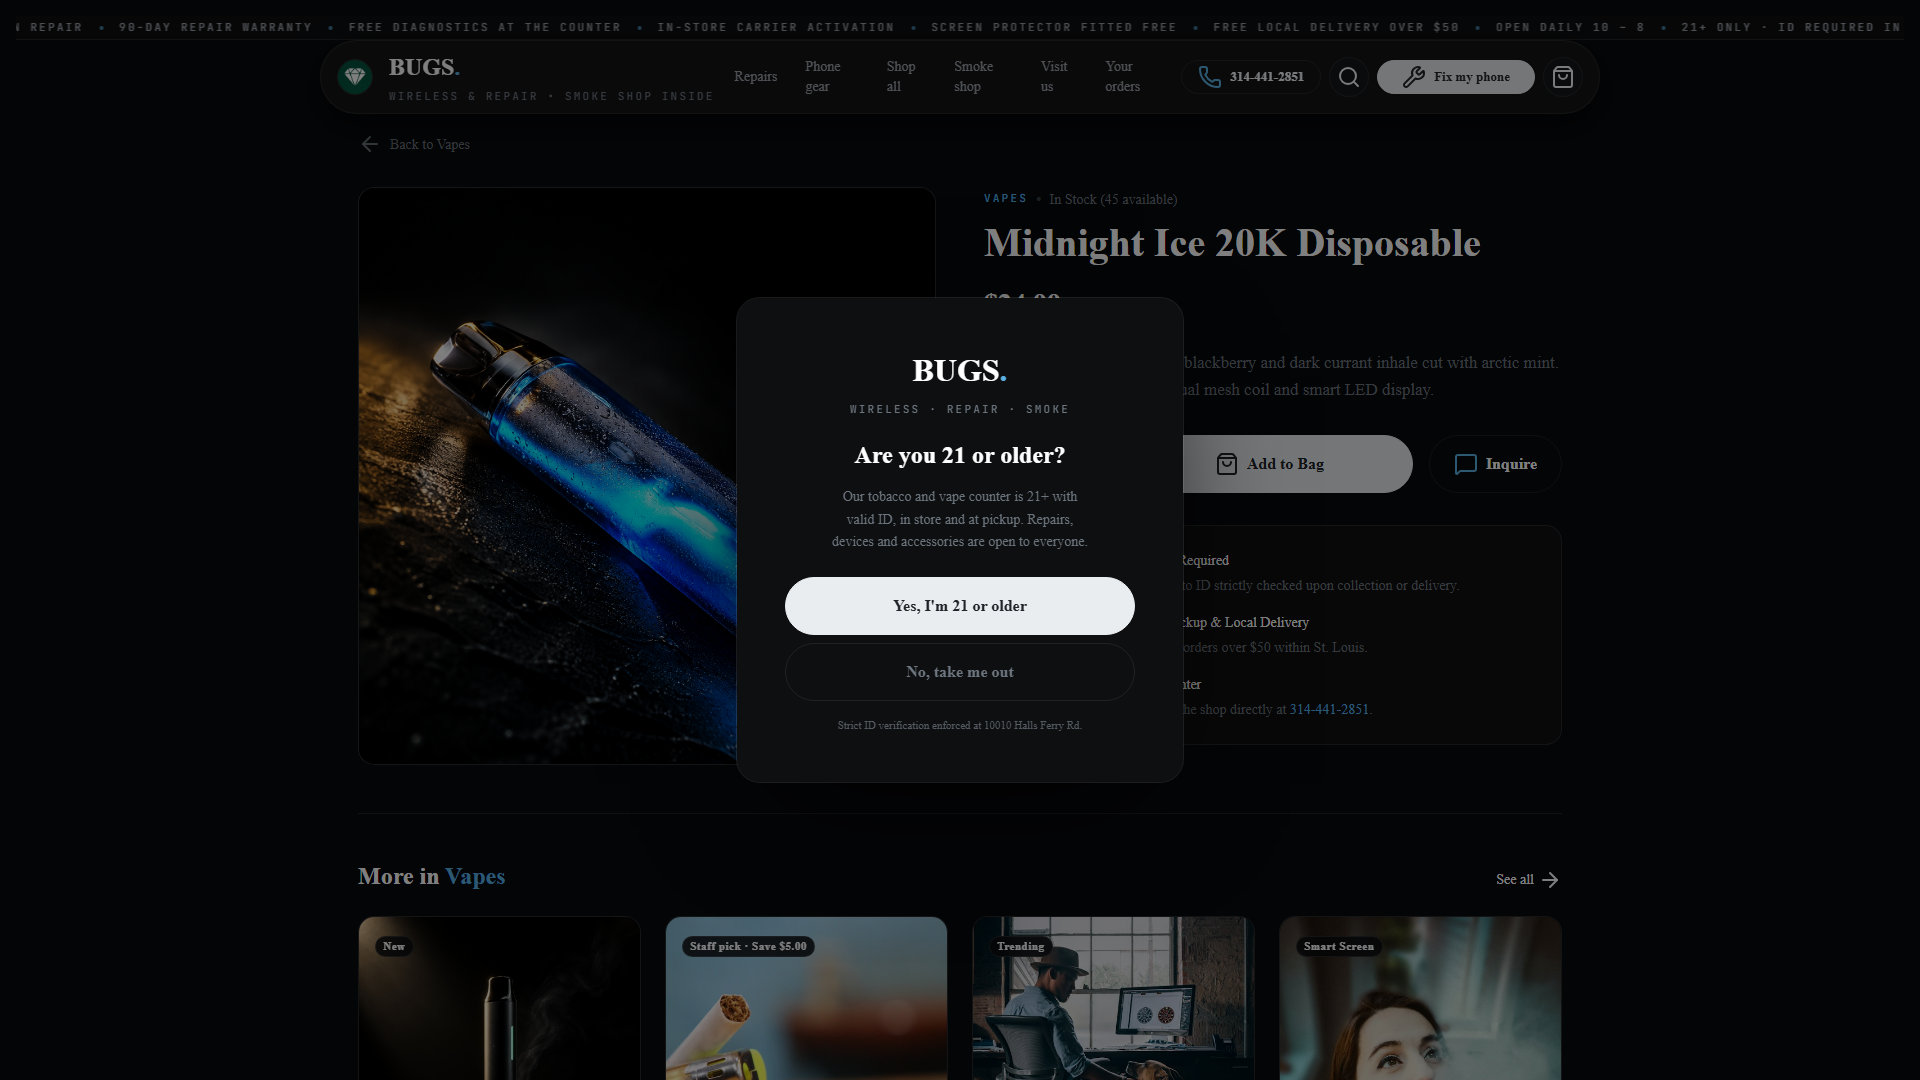 REPAIR • 90-DAY REPAIR WARRANTY • FREE DIAGNOSTICS AT THE COUNTER • IN-STORE CARRIER ACTIVATION • SCREEN PROTECTOR FITTED FREE • FREE LOCAL DELIVERY OVER $50 • OPEN DAILY 10 – 8 • 21+ ONLY · ID REQUIRED IN
BUGS.
WIRELESS & REPAIR • SMOKE SHOP INSIDE
Repairs
Phone gear
Shop all
Smoke shop
Visit us
Your orders
314-441-2851
Fix my phone
Back to Vapes
VAPES • In Stock (45 available)
Midnight Ice 20K Disposable
blackberry and dark currant inhale cut with arctic mint.
mesh coil and smart LED display.
Add to Bag
Inquire
Required
to ID strictly checked upon collection or delivery.
& Local Delivery
orders over $50 within St. Louis.
the shop directly at 314-441-2851.
BUGS.
WIRELESS · REPAIR · SMOKE
Are you 21 or older?
Our tobacco and vape counter is 21+ with
valid ID, in store and at pickup. Repairs,
devices and accessories are open to everyone.
Yes, I'm 21 or older
No, take me out
Strict ID verification enforced at 10010 Halls Ferry Rd.
More in Vapes
See all
New
Staff pick · Save $5.00
Trending
Smart Screen